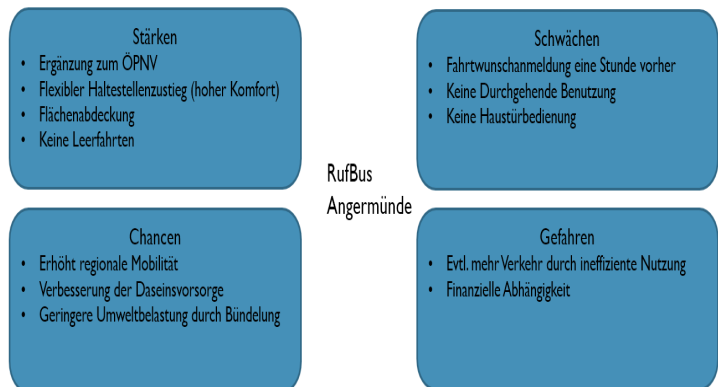 Stärken
• Ergänzung zum ÖPNV
• Flexibler Haltestellenzustieg (hoher Komfort)
• Flächenabdeckung
• Keine Leerfahrten
Schwächen
• Fahrtwunschanmeldung eine Stunde vorher
• Keine Durchgehende Benutzung
• Keine Haustürbedienung
RufBus
Angermünde
Chancen
• Erhöht regionale Mobilität
• Verbesserung der Daseinsvorsorge
• Geringere Umweltbelastung durch Bündelung
Gefahren
• Evtl. mehr Verkehr durch ineffiziente Nutzung
• Finanzielle Abhängigkeit